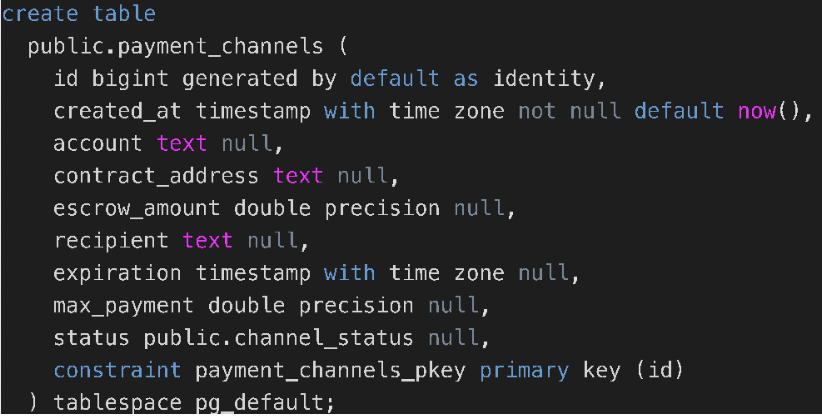 create table
public.payment_channels (
id bigint generated by default as identity,
created_at timestamp with time zone not null default now(),
account text null,
contract_address text null,
escrow_amount double precision null,
recipient text null,
expiration timestamp with time zone null,
max_payment double precision null,
status public.channel_status null,
constraint payment_channels_pkey primary key (id)
) tablespace pg_default;